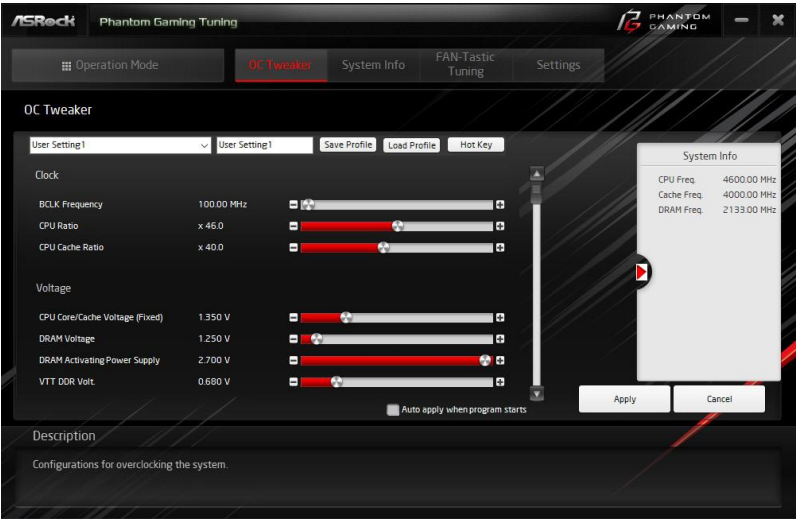 ASRock Phantom Gaming Tuning PHANTOM
GAMING
Operation Mode OC Tweaker System Info FAN-Tastic
Tuning Settings
OC Tweaker
User Setting1 User Setting1 Save Profile Load Profile Hot Key
Clock
BCLK Frequency 100.00 MHz
CPU Ratio x 46.0
CPU Cache Ratio x 40.0
Voltage
CPU Core/Cache Voltage (Fixed) 1.350 V
DRAM Voltage 1.250 V
DRAM Activating Power Supply 2.700 V
VTT DDR Volt. 0.680 V
Auto apply when program starts
System Info
CPU Freq. 4600.00 MHz
Cache Freq. 4000.00 MHz
DRAM Freq. 2133.00 MHz
Apply Cancel
Description
Configurations for overclocking the system.